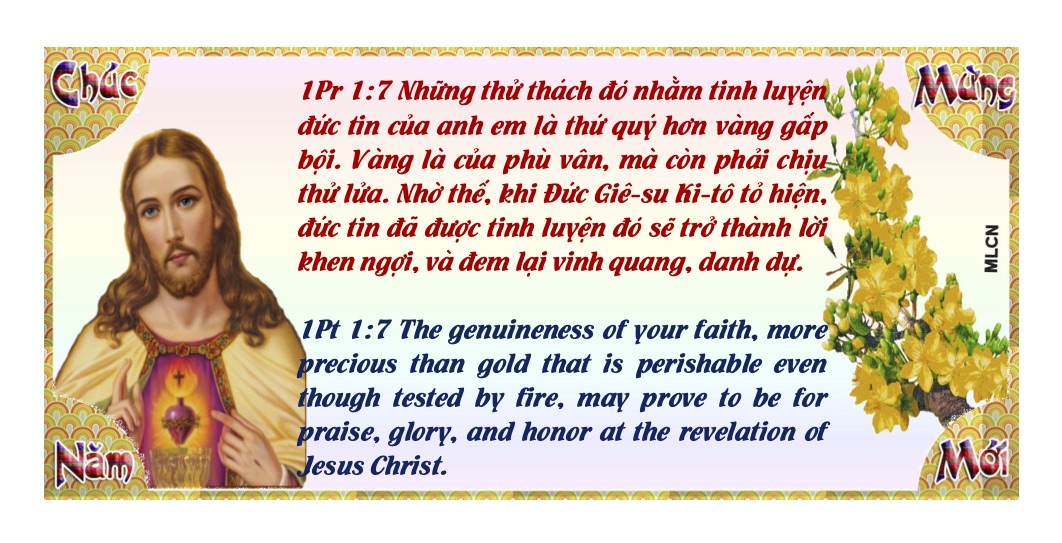 Chúc
Mừng
1Pr 1:7 Những thử thách đó nhằm tinh luyện
đức tin của anh em là thứ quý hơn vàng gấp
bội. Vàng là của phù vân, mà còn phải chịu
thử lửa. Nhờ thế, khi Đức Giê-su Ki-tô tỏ hiện,
đức tin đã được tinh luyện đó sẽ trở thành lời
khen ngợi, và đem lại vinh quang, danh dự.
1Pt 1:7 The genuineness of your faith, more
precious than gold that is perishable even
though tested by fire, may prove to be for
praise, glory, and honor at the revelation of
Jesus Christ.
MLCN
Năm
Mới